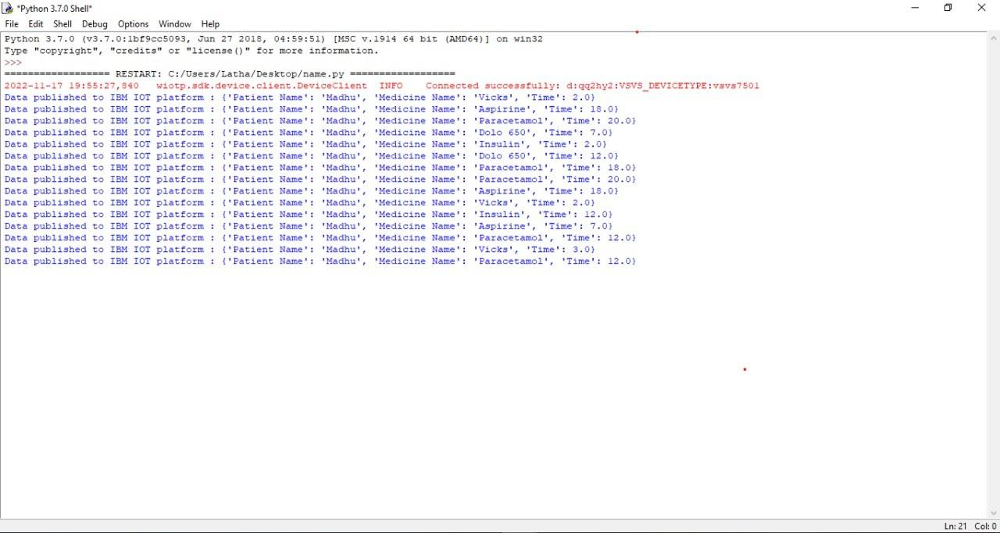 *Python 3.7.0 Shell*
File Edit Shell Debug Options Window Help
Python 3.7.0 (v3.7.0:1bf9cc5093, Jun 27 2018, 04:59:51) [MSC v.1914 64 bit (AMD64)] on win32
Type "copyright", "credits" or "license()" for more information.
>>>
================== RESTART: C:/Users/Latha/Desktop/name.py ==================
2022-11-17 19:55:27,840   wiotp.sdk.device.client.DeviceClient  INFO    Connected successfully: d:qq2hy2:VSVS_DEVICETYPE:vsvs7501
Data published to IBM IOT platform : {'Patient Name': 'Madhu', 'Medicine Name': 'Vicks', 'Time': 2.0}
Data published to IBM IOT platform : {'Patient Name': 'Madhu', 'Medicine Name': 'Aspirine', 'Time': 18.0}
Data published to IBM IOT platform : {'Patient Name': 'Madhu', 'Medicine Name': 'Paracetamol', 'Time': 20.0}
Data published to IBM IOT platform : {'Patient Name': 'Madhu', 'Medicine Name': 'Dolo 650', 'Time': 7.0}
Data published to IBM IOT platform : {'Patient Name': 'Madhu', 'Medicine Name': 'Insulin', 'Time': 2.0}
Data published to IBM IOT platform : {'Patient Name': 'Madhu', 'Medicine Name': 'Dolo 650', 'Time': 12.0}
Data published to IBM IOT platform : {'Patient Name': 'Madhu', 'Medicine Name': 'Paracetamol', 'Time': 18.0}
Data published to IBM IOT platform : {'Patient Name': 'Madhu', 'Medicine Name': 'Paracetamol', 'Time': 20.0}
Data published to IBM IOT platform : {'Patient Name': 'Madhu', 'Medicine Name': 'Aspirine', 'Time': 18.0}
Data published to IBM IOT platform : {'Patient Name': 'Madhu', 'Medicine Name': 'Vicks', 'Time': 2.0}
Data published to IBM IOT platform : {'Patient Name': 'Madhu', 'Medicine Name': 'Insulin', 'Time': 12.0}
Data published to IBM IOT platform : {'Patient Name': 'Madhu', 'Medicine Name': 'Aspirine', 'Time': 7.0}
Data published to IBM IOT platform : {'Patient Name': 'Madhu', 'Medicine Name': 'Paracetamol', 'Time': 12.0}
Data published to IBM IOT platform : {'Patient Name': 'Madhu', 'Medicine Name': 'Vicks', 'Time': 3.0}
Data published to IBM IOT platform : {'Patient Name': 'Madhu', 'Medicine Name': 'Paracetamol', 'Time': 12.0}
Ln: 21 Col: 0